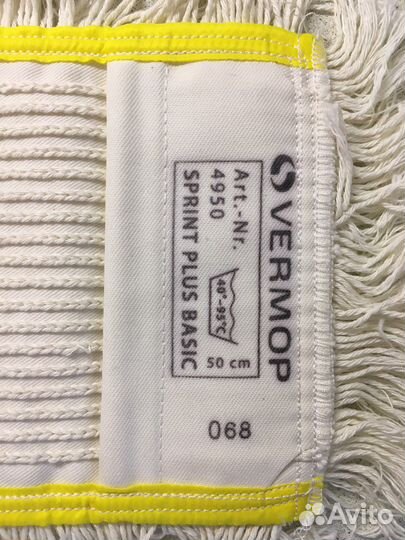 VERMOP
Art.-Nr.
4950
40°-95°C
50 cm
SPRINT PLUS BASIC
068
Avito